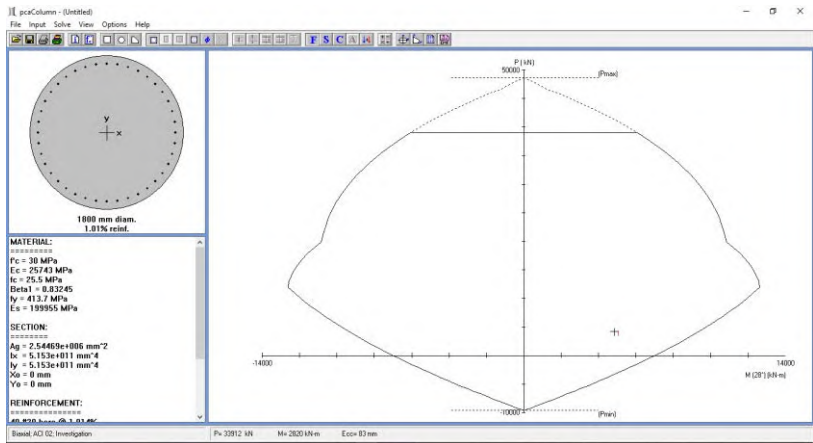 pcaColumn - (Untitled)
File Input Solve View Options Help
F S C A
y
x
1800 mm diam.
1.01% reinf.
MATERIAL:
=========
f'c = 30 MPa
Ec = 25743 MPa
fc = 25.5 MPa
Beta1 = 0.83245
fy = 413.7 MPa
Es = 199955 MPa
SECTION:
========
Ag = 2.54469e+006 mm^2
Ix = 5.153e+011 mm^4
Iy = 5.153e+011 mm^4
Xo = 0 mm
Yo = 0 mm
REINFORCEMENT:
==============
P (kN)
50000
(Pmax)
-14000
14000
M (28°) (kN-m)
-10000
(Pmin)
Biaxial; ACI 02; Investigation
P= 33912 kN M= 2820 kN-m Ecc= 83 mm